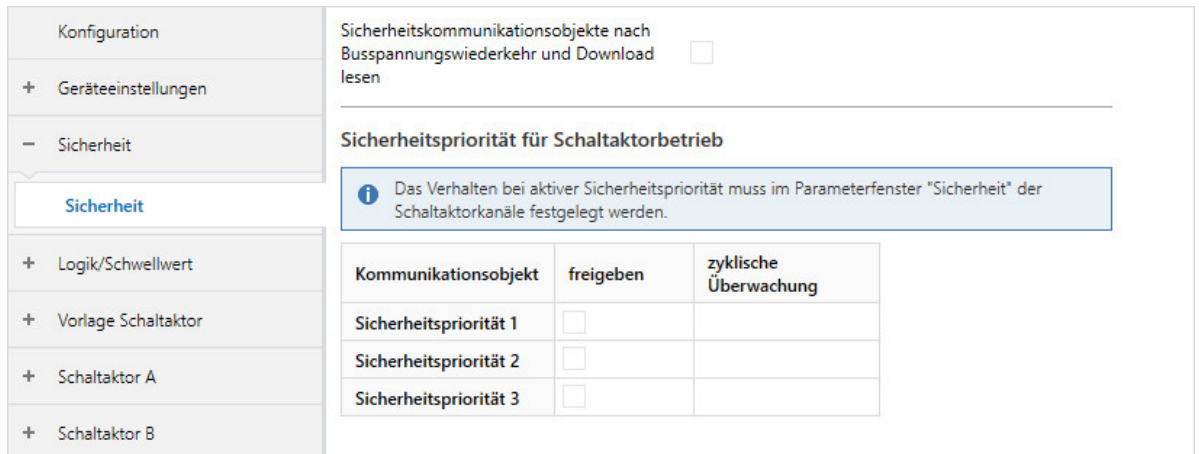 Konfiguration
+ Geräteeinstellungen
− Sicherheit
Sicherheit
+ Logik/Schwellwert
+ Vorlage Schaltaktor
+ Schaltaktor A
+ Schaltaktor B
Sicherheitskommunikationsobjekte nach
Busspannungswiederkehr und Download
lesen
Sicherheitspriorität für Schaltaktorbetrieb
Das Verhalten bei aktiver Sicherheitspriorität muss im Parameterfenster "Sicherheit" der
Schaltaktorkanäle festgelegt werden.
Kommunikationsobjekt freigeben zyklische
Überwachung
Sicherheitspriorität 1
Sicherheitspriorität 2
Sicherheitspriorität 3